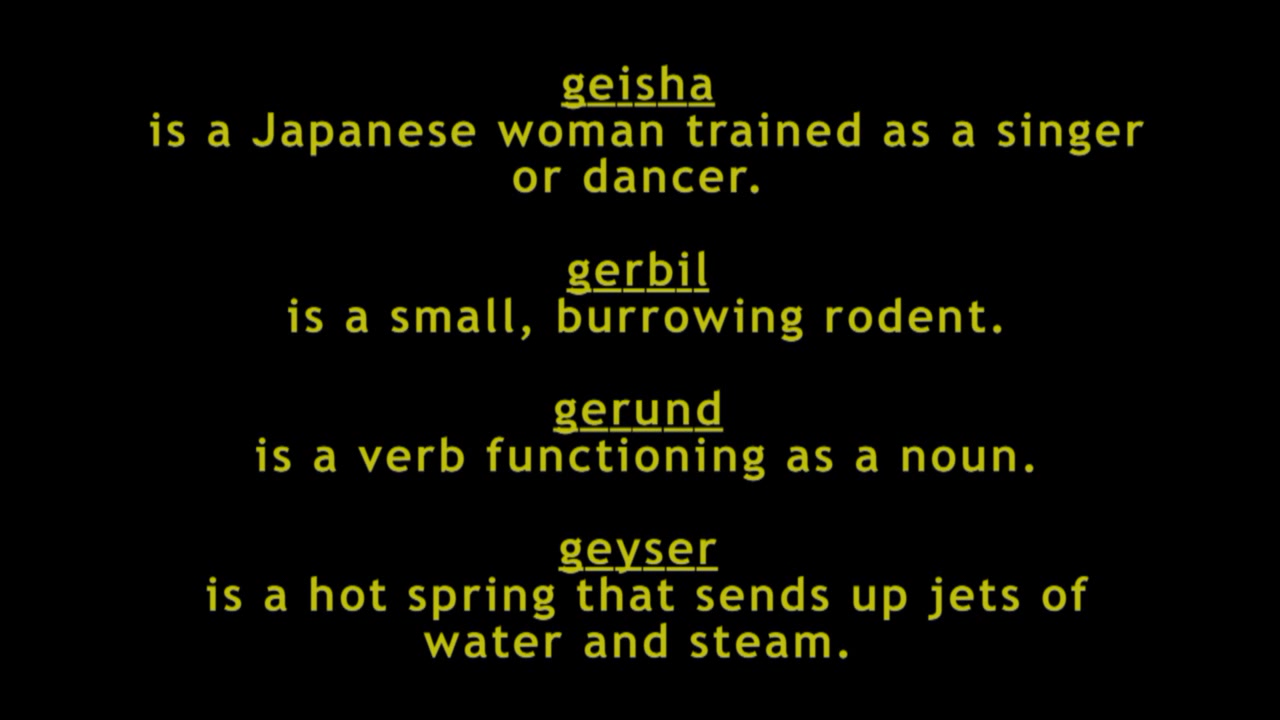 geisha
is a Japanese woman trained as a singer
or dancer.
gerbil
is a small, burrowing rodent.
gerund
is a verb functioning as a noun.
geyser
is a hot spring that sends up jets of
water and steam.